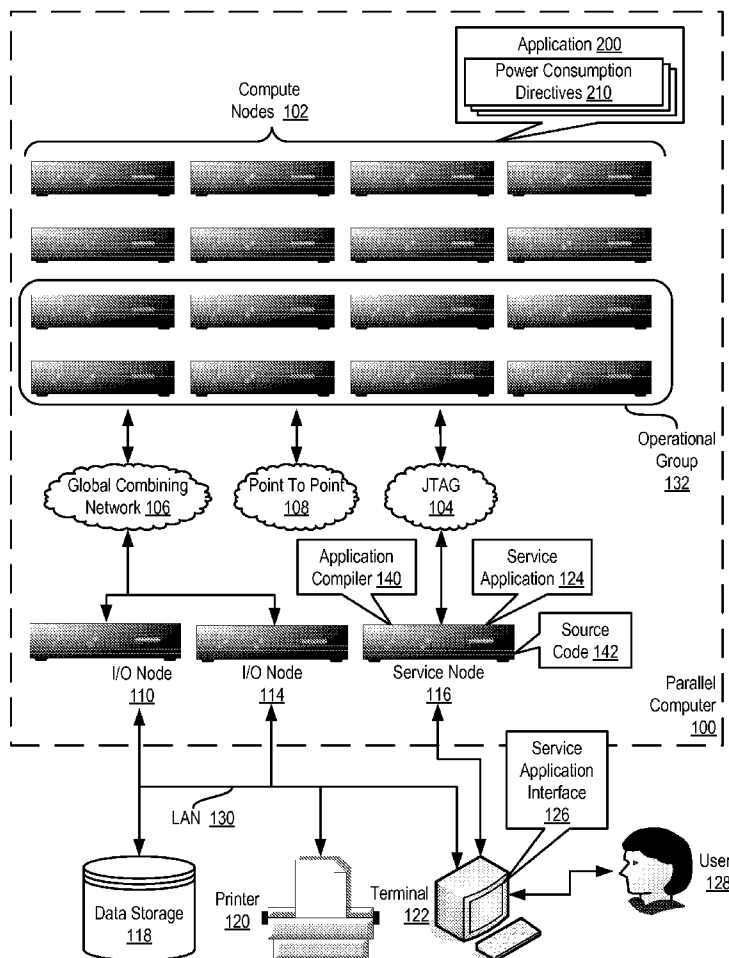 Application 200
Power Consumption
Directives 210
Compute
Nodes 102
Operational
Group
132
Global Combining
Network 106
Point To Point
108
JTAG
104
Application
Compiler 140
Service
Application 124
Source
Code 142
I/O Node
110
I/O Node
114
Service Node
116
Parallel
Computer
100
Service
Application
Interface
126
LAN 130
Data Storage
118
Printer
120
Terminal
122
User
128